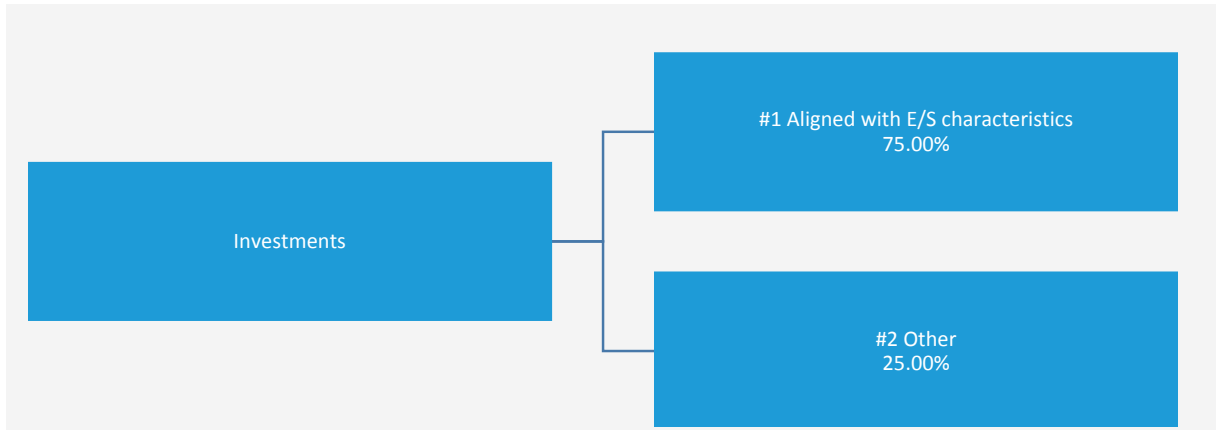 #1 Aligned with E/S characteristics
75.00%
Investments
#2 Other
25.00%